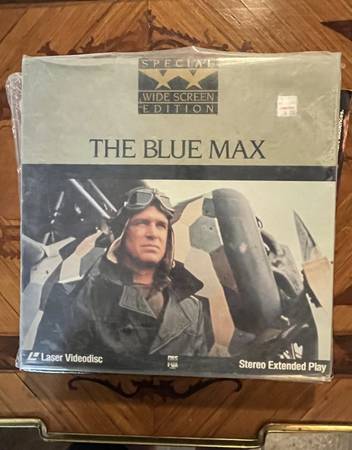 SPECIAL
WIDE SCREEN
EDITION
THE BLUE MAX
Laser Videodisc
Stereo Extended Play